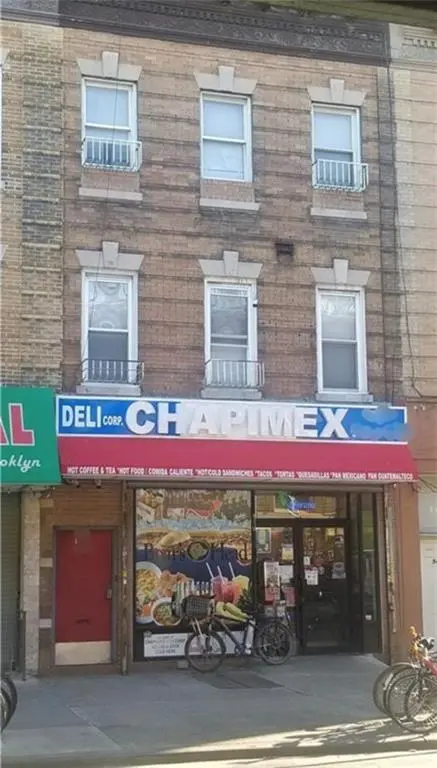 DELI CORP. CHAPIMEX
AL
oklyn
HOT COFFEE & TEA *HOT FOOD / COMIDA CALIENTE *HOT/COLD SANDWICHES *TACOS *TORTAS *QUESADILLAS *PAN MEXICANO PAN GUATEMALTECO